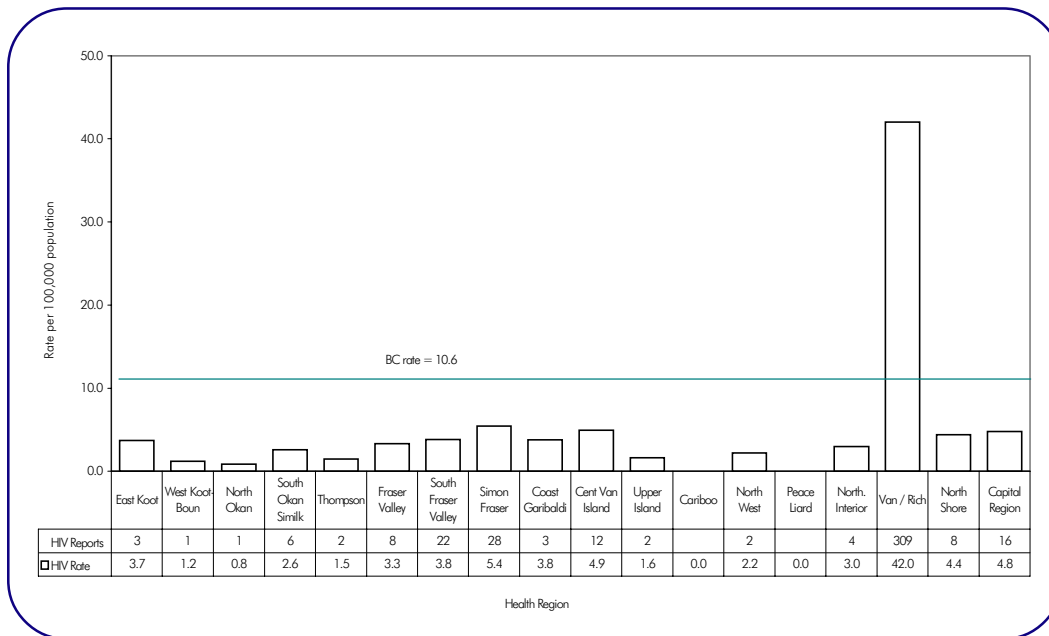 50.0
40.0
30.0
20.0
10.0
0.0
Rate per 100,000 population
BC rate = 10.6
East Koot West Koot-Boun North Okan South Okan Similk Thompson Fraser Valley South Fraser Valley Simon Fraser Coast Garibaldi Cent Van Island Upper Island Cariboo North West Peace Liard North. Interior Van / Rich North Shore Capital Region
HIV Reports 3 1 1 6 2 8 22 28 3 12 2 2 4 309 8 16
HIV Rate 3.7 1.2 0.8 2.6 1.5 3.3 3.8 5.4 3.8 4.9 1.6 0.0 2.2 0.0 3.0 42.0 4.4 4.8
Health Region